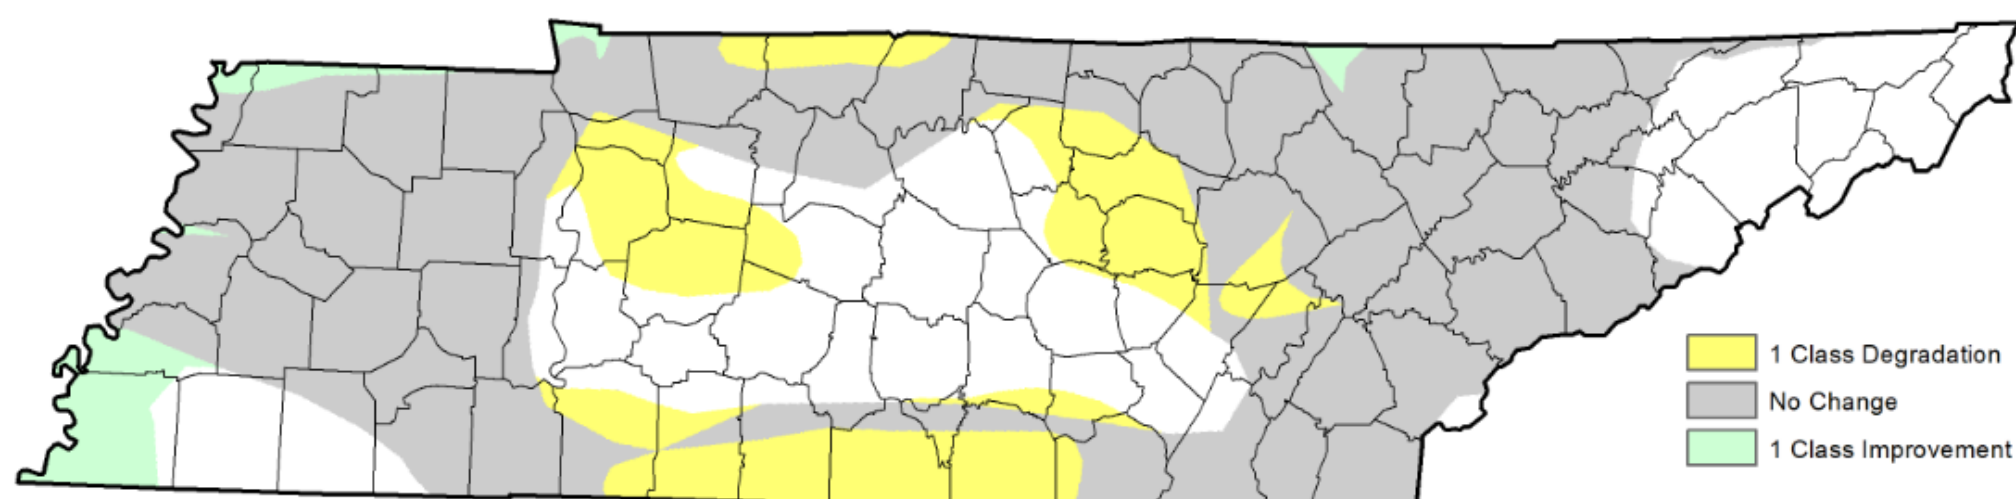 1 Class Degradation
No Change
1 Class Improvement